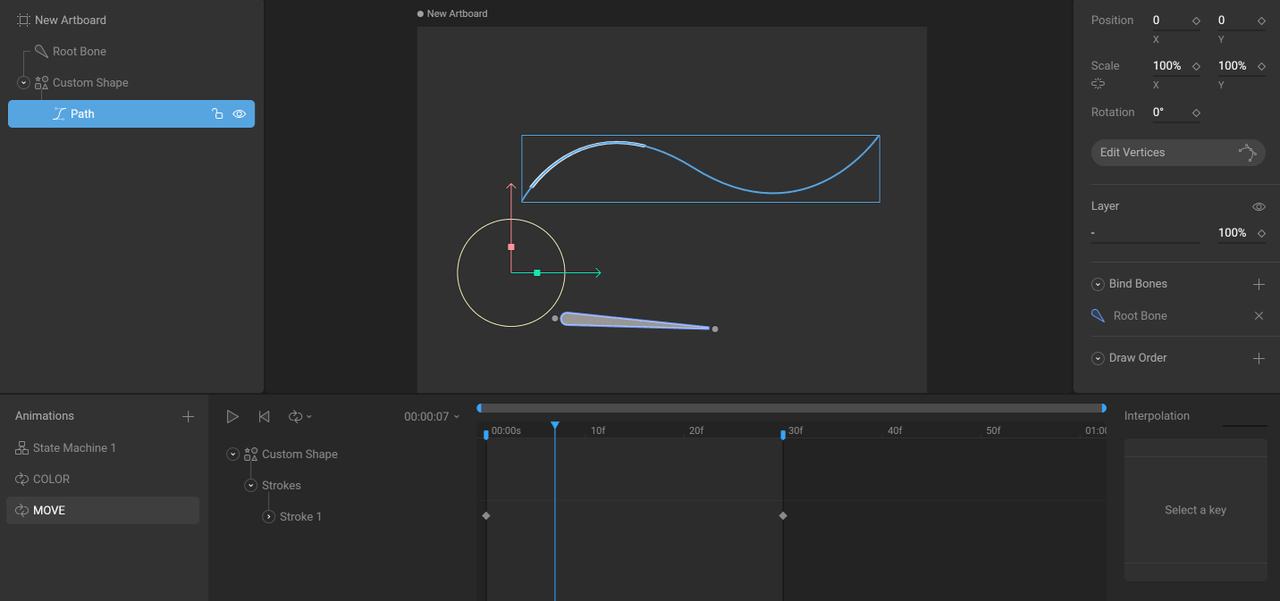 New Artboard
Root Bone
Custom Shape
Path
New Artboard
Position 0 0
X Y
Scale 100% 100%
X Y
Rotation 0°
Edit Vertices
Layer
- 100%
Bind Bones
Root Bone
Draw Order
Animations
State Machine 1
COLOR
MOVE
00:00:07
00:00s 10f 20f 30f 40f 50f 01:00
Custom Shape
Strokes
Stroke 1
Interpolation
Select a key